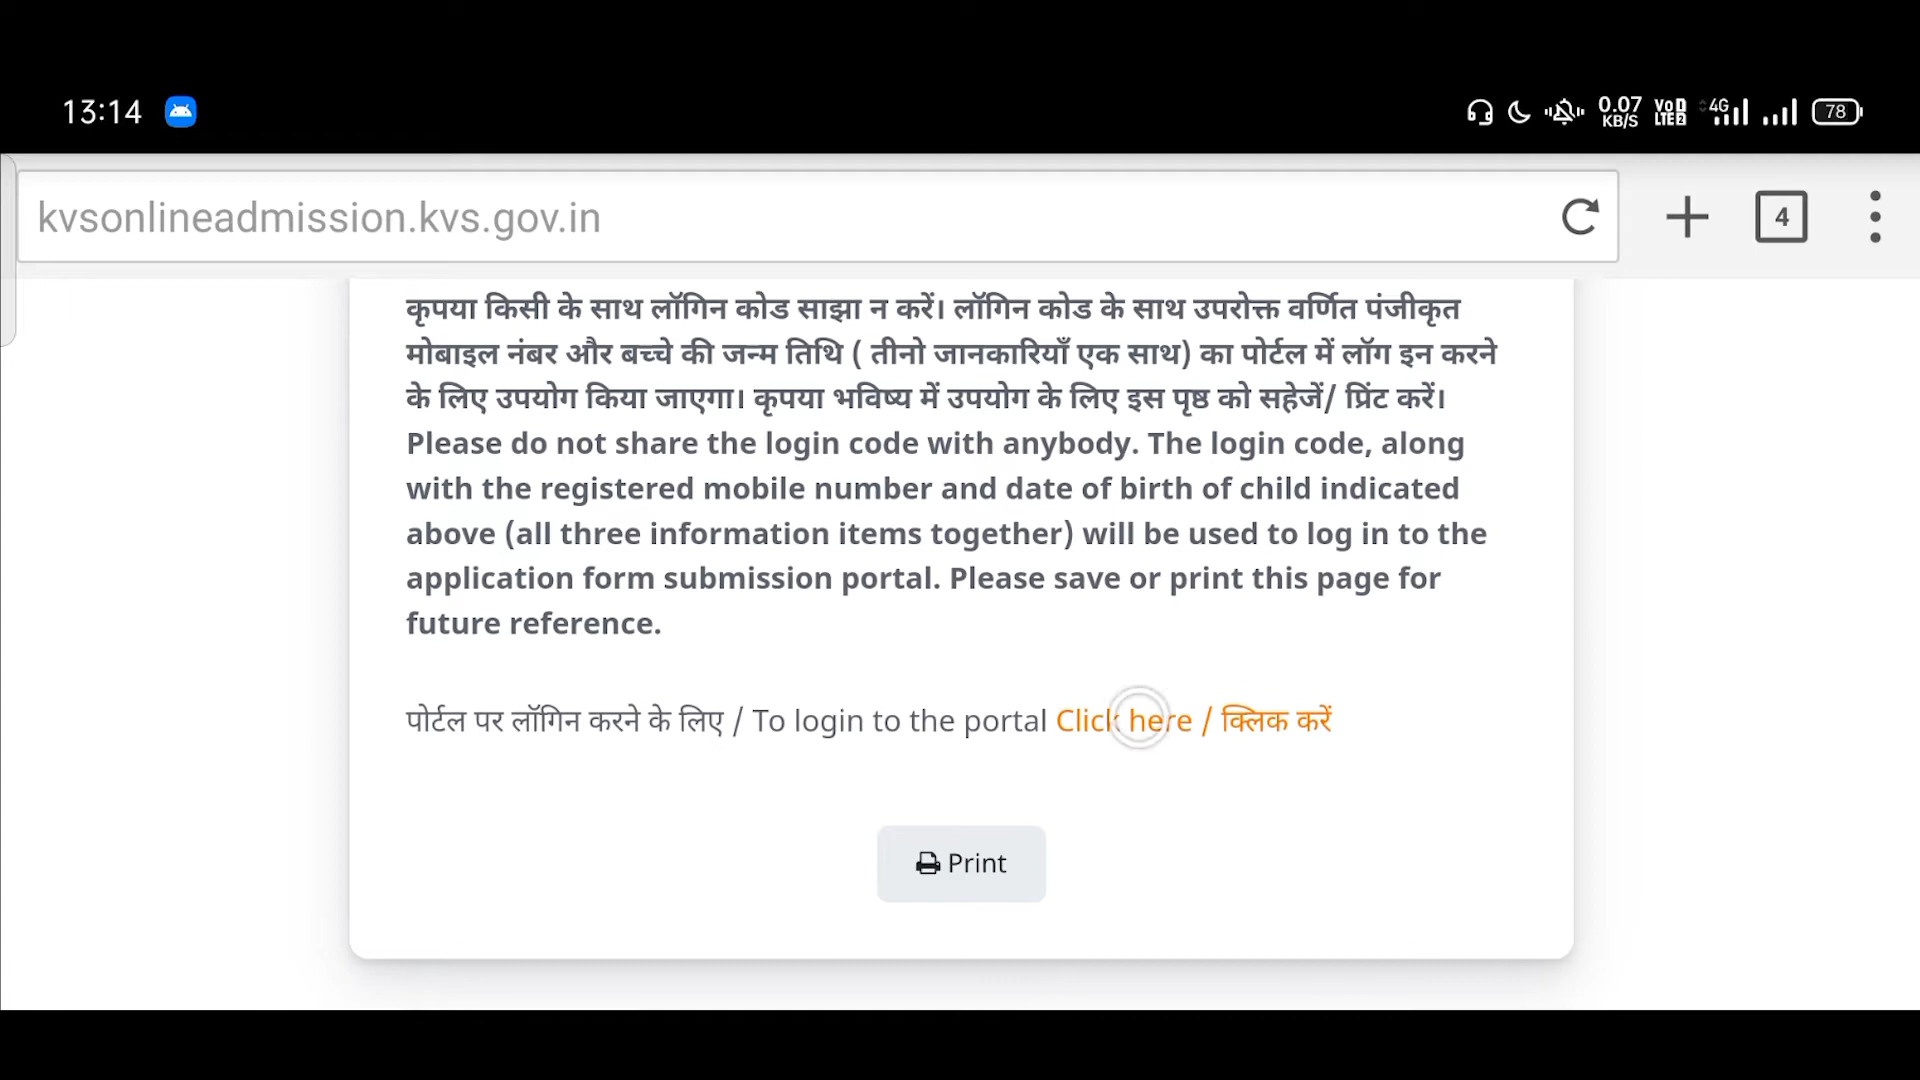 13:14
0.07 KB/S VoD LTE2 4G 78
kvsonlineadmission.kvs.gov.in
4
कृपया किसी के साथ लॉगिन कोड साझा न करें। लॉगिन कोड के साथ उपरोक्त वर्णित पंजीकृत
मोबाइल नंबर और बच्चे की जन्म तिथि ( तीनो जानकारियाँ एक साथ) का पोर्टल में लॉग इन करने
के लिए उपयोग किया जाएगा। कृपया भविष्य में उपयोग के लिए इस पृष्ठ को सहेजें/ प्रिंट करें।
Please do not share the login code with anybody. The login code, along
with the registered mobile number and date of birth of child indicated
above (all three information items together) will be used to log in to the
application form submission portal. Please save or print this page for
future reference.
पोर्टल पर लॉगिन करने के लिए / To login to the portal Click here / क्लिक करें
Print